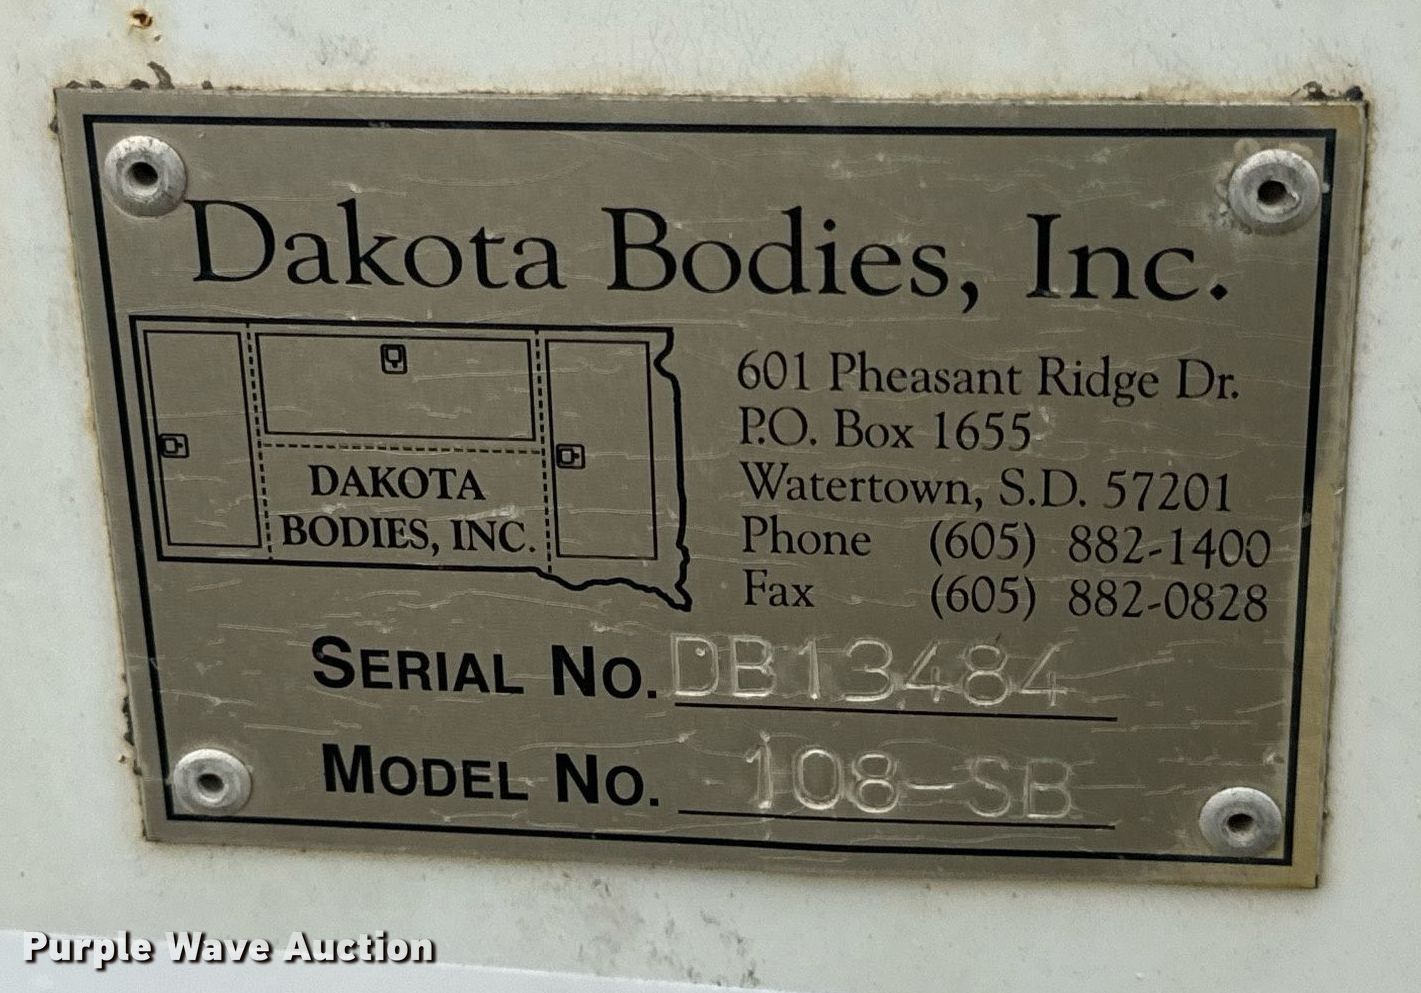 Dakota Bodies, Inc.
DAKOTA
BODIES, INC.
601 Pheasant Ridge Dr.
P.O. Box 1655
Watertown, S.D. 57201
Phone (605) 882-1400
Fax (605) 882-0828
SERIAL NO. DB13484
MODEL NO. 108-SB
Purple Wave Auction